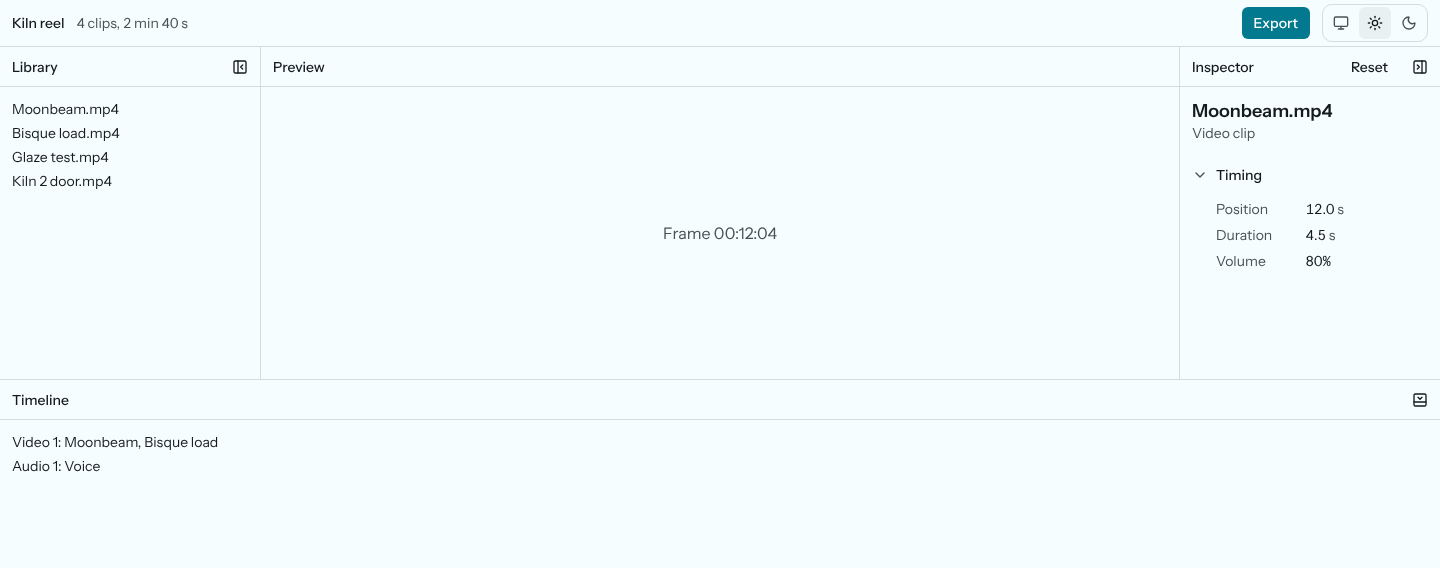 Kiln reel 4 clips, 2 min 40 s Export
Library
Preview
Inspector Reset
Moonbeam.mp4
Bisque load.mp4
Glaze test.mp4
Kiln 2 door.mp4
Frame 00:12:04
Moonbeam.mp4
Video clip
Timing
Position 12.0 s
Duration 4.5 s
Volume 80%
Timeline
Video 1: Moonbeam, Bisque load
Audio 1: Voice